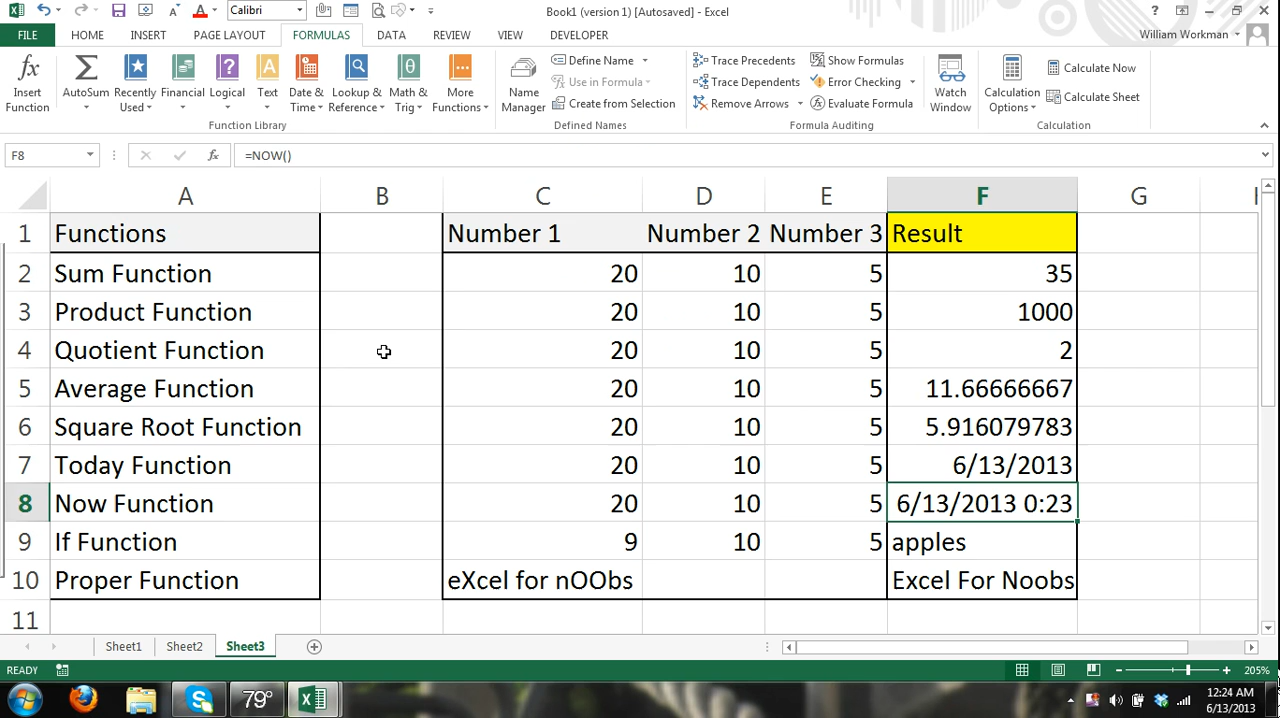 Calibri
Book1 (version 1) [Autosaved] - Excel
?
FILE HOME INSERT PAGE LAYOUT FORMULAS DATA REVIEW VIEW DEVELOPER
William Workman
Insert Function
AutoSum
Recently Used
Financial
Logical
Text
Date & Time
Lookup & Reference
Math & Trig
More Functions
Function Library
Name Manager
Define Name
Use in Formula
Create from Selection
Defined Names
Trace Precedents
Trace Dependents
Remove Arrows
Show Formulas
Error Checking
Evaluate Formula
Formula Auditing
Watch Window
Calculation Options
Calculate Now
Calculate Sheet
Calculation
F8 fx =NOW()
A B C D E F G
1 Functions Number 1 Number 2 Number 3 Result
2 Sum Function 20 10 5 35
3 Product Function 20 10 5 1000
4 Quotient Function 20 10 5 2
5 Average Function 20 10 5 11.66666667
6 Square Root Function 20 10 5 5.916079783
7 Today Function 20 10 5 6/13/2013
8 Now Function 20 10 5 6/13/2013 0:23
9 If Function 9 10 5 apples
10 Proper Function eXcel for nOObs Excel For Noobs
11
Sheet1 Sheet2 Sheet3
READY
205%
79°
12:24 AM
6/13/2013